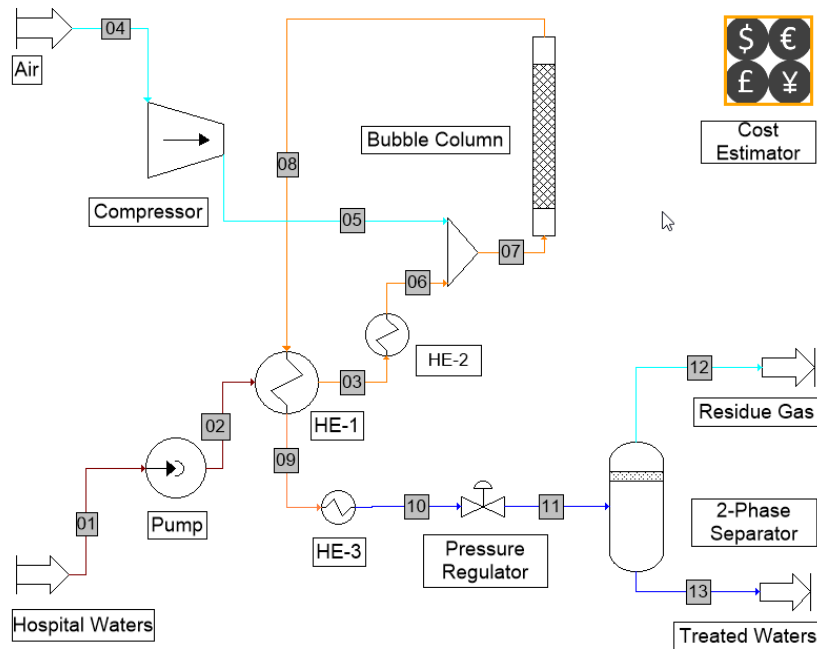 $ €
£ ¥
04
Air
Bubble Column
Cost
Estimator
08
Compressor
05
07
06
HE-2
03
02
HE-1
12
Residue Gas
09
01
Pump
10
11
HE-3
Pressure
Regulator
2-Phase
Separator
13
Hospital Waters
Treated Waters